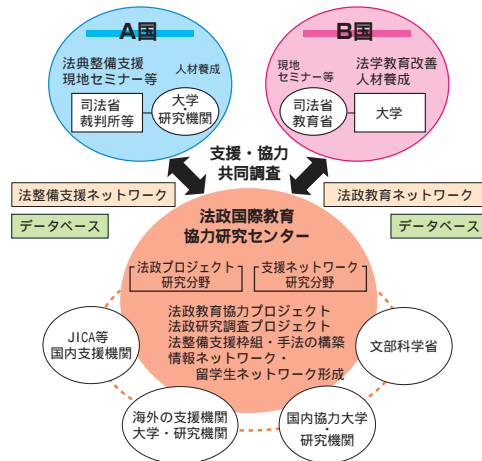 A国
法典整備支援
現地セミナー等
人材養成
司法省
裁判所等
大学
・
研究機関
B国
現地
セミナー等
法学教育改善
人材養成
司法省
教育省
大学
支援・協力
共同調査
法整備支援ネットワーク
データベース
法政教育ネットワーク
データベース
法政国際教育
協力研究センター
法政プロジェクト
研究分野
支援ネットワーク
研究分野
法政教育協力プロジェクト
法政研究調査プロジェクト
法整備支援枠組・手法の構築
情報ネットワーク・
留学生ネットワーク形成
JICA等
国内支援機関
文部科学省
海外の支援機関
大学・研究機関
国内協力大学
・
研究機関